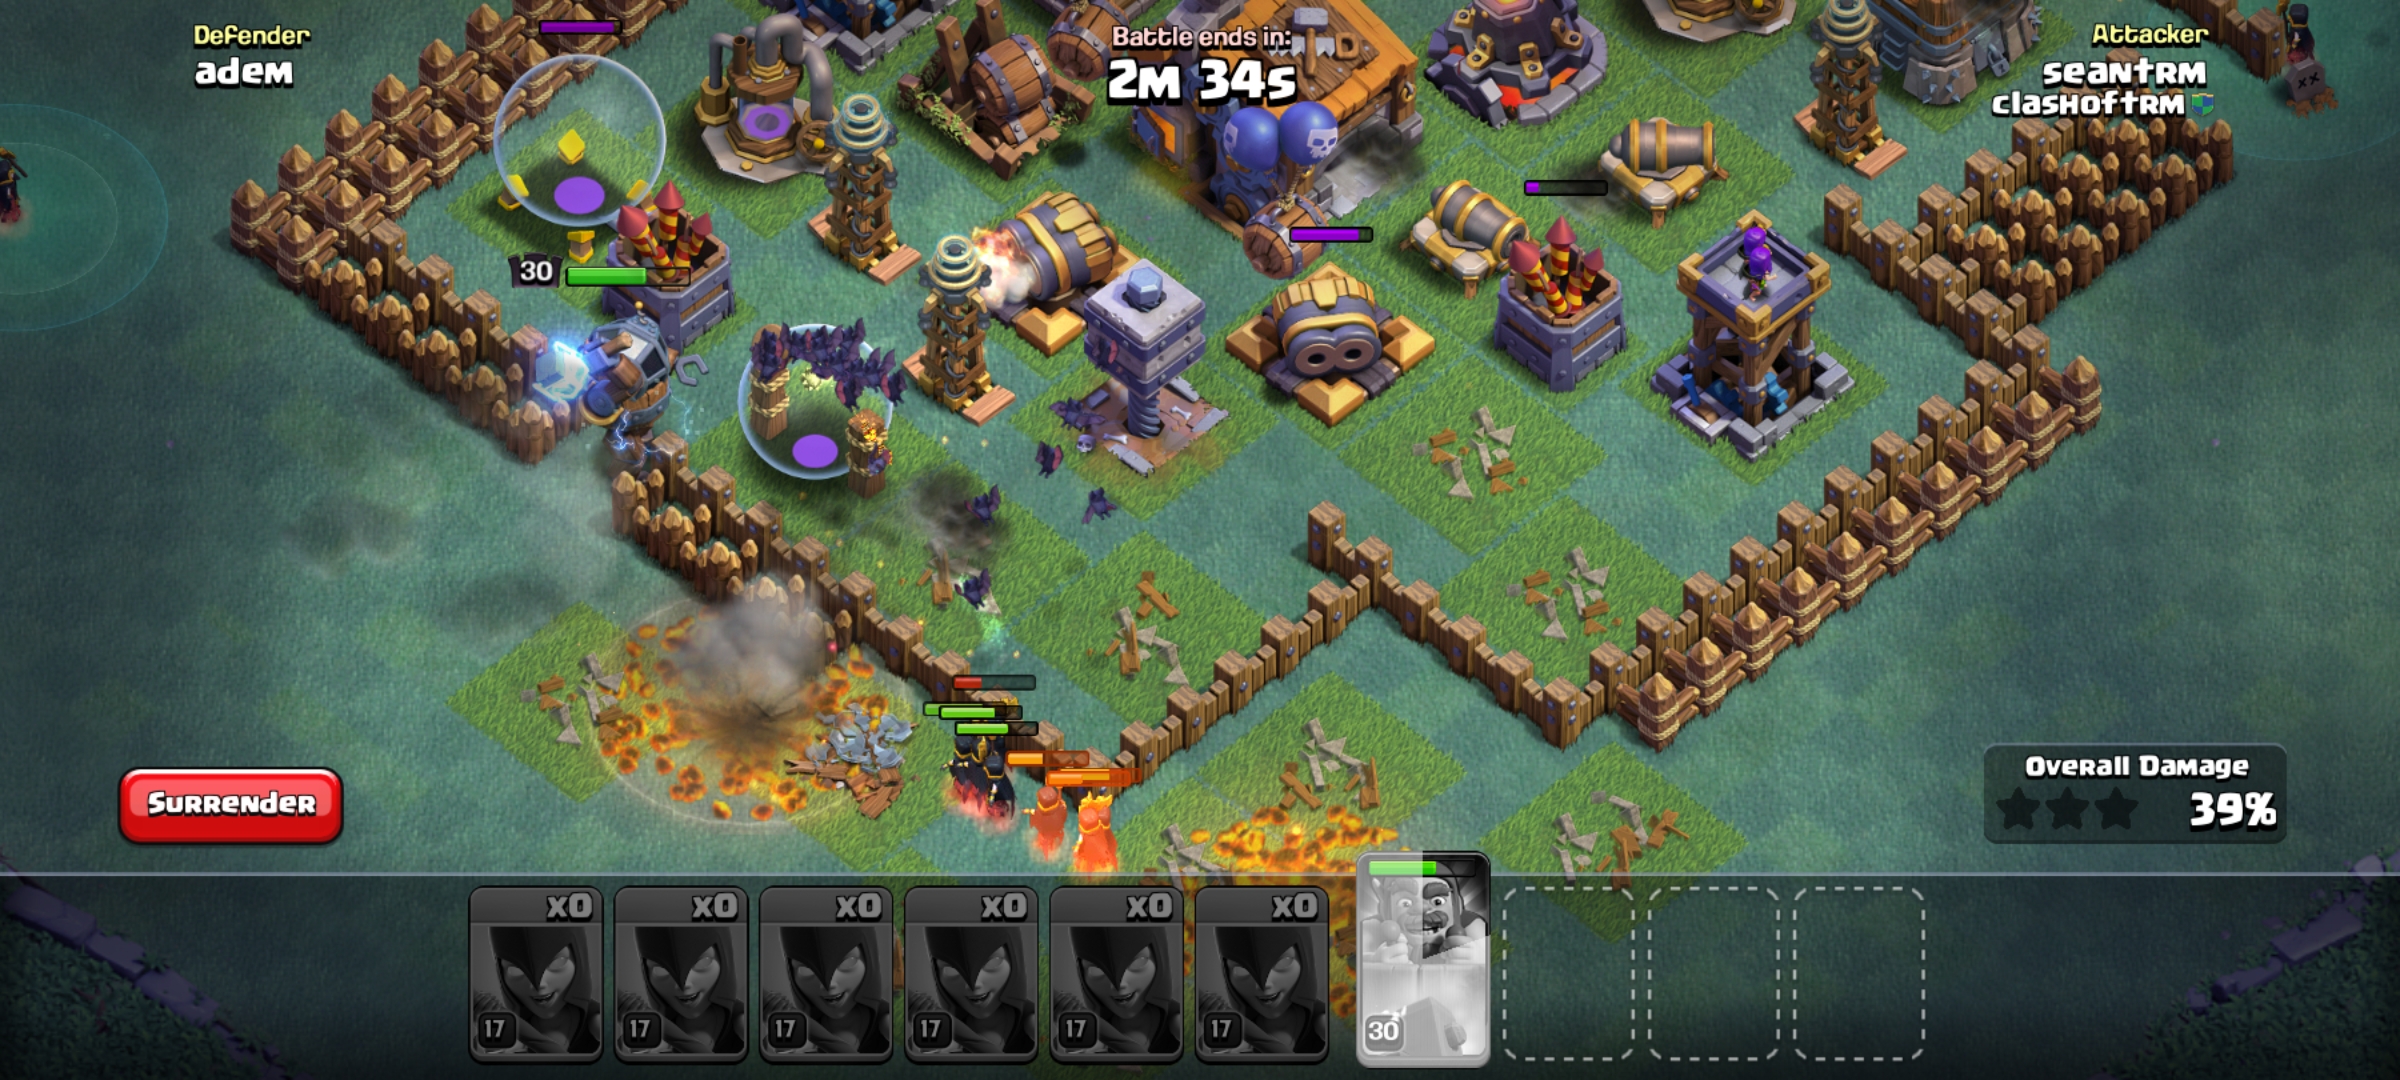 Defender
adem
Battle ends in:
2m 34s
Attacker
seantrm
clashoftrm
30
Surrender
Overall Damage
39%
x0 x0 x0 x0 x0 x0
17 17 17 17 17 17 30